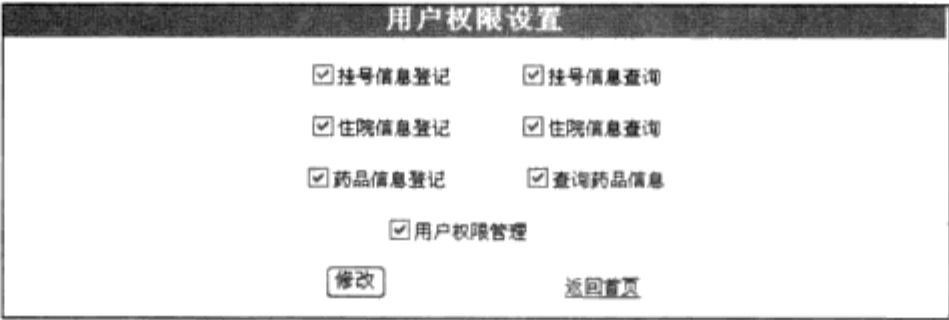 用户权限设置
挂号信息登记 挂号信息查询
住院信息登记 住院信息查询
药品信息登记 查询药品信息
用户权限管理
修改 返回首页